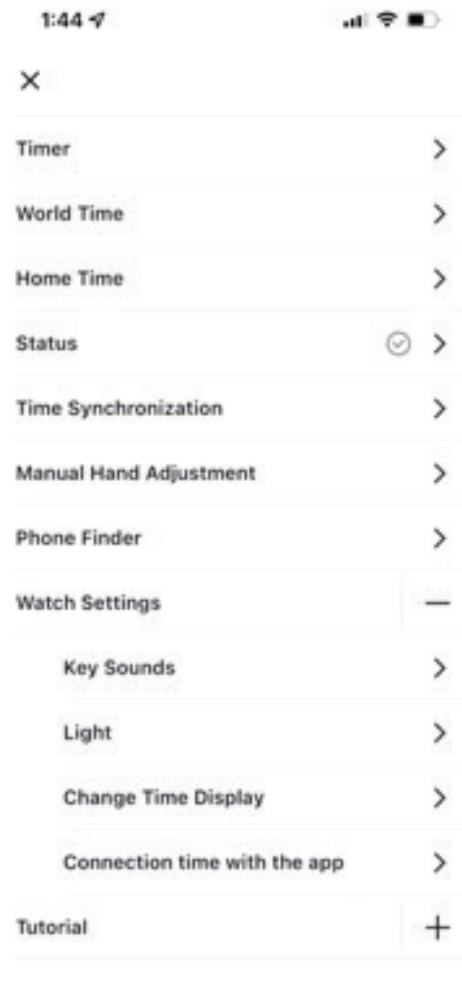 1:44
Timer
World Time
Home Time
Status
Time Synchronization
Manual Hand Adjustment
Phone Finder
Watch Settings
Key Sounds
Light
Change Time Display
Connection time with the app
Tutorial